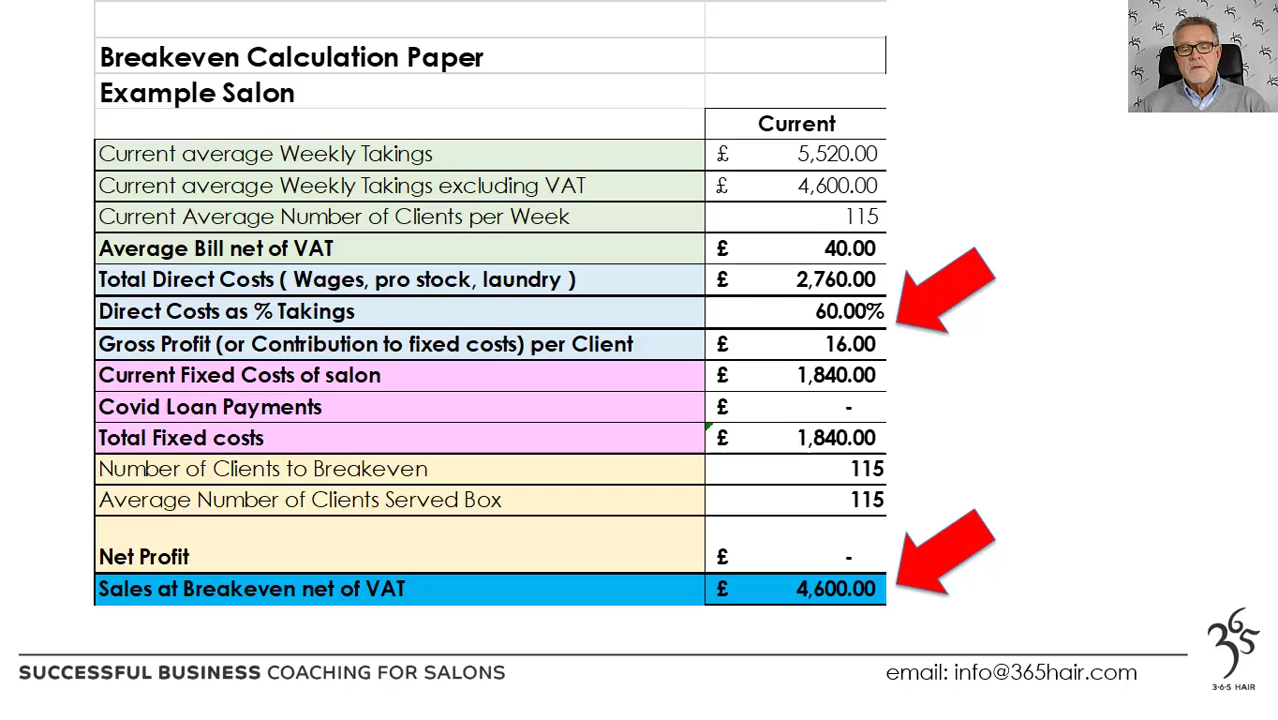 Breakeven Calculation Paper
Example Salon
Current
Current average Weekly Takings £ 5,520.00
Current average Weekly Takings excluding VAT £ 4,600.00
Current Average Number of Clients per Week 115
Average Bill net of VAT £ 40.00
Total Direct Costs ( Wages, pro stock, laundry ) £ 2,760.00
Direct Costs as % Takings 60.00%
Gross Profit (or Contribution to fixed costs) per Client £ 16.00
Current Fixed Costs of salon £ 1,840.00
Covid Loan Payments £ -
Total Fixed costs £ 1,840.00
Number of Clients to Breakeven 115
Average Number of Clients Served Box 115
Net Profit £ -
Sales at Breakeven net of VAT £ 4,600.00
SUCCESSFUL BUSINESS COACHING FOR SALONS
email: info@365hair.com
365
3·6·5 HAIR